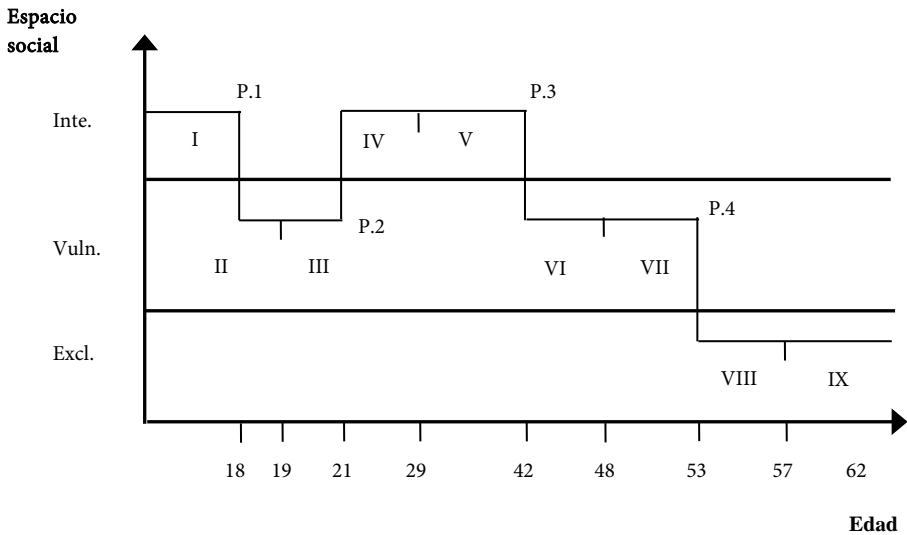 Espacio
social
P.1
P.3
Inte.
I
IV
V
P.4
P.2
Vuln.
II
III
VI
VII
Excl.
VIII
IX
18 19 21 29 42 48 53 57 62
Edad